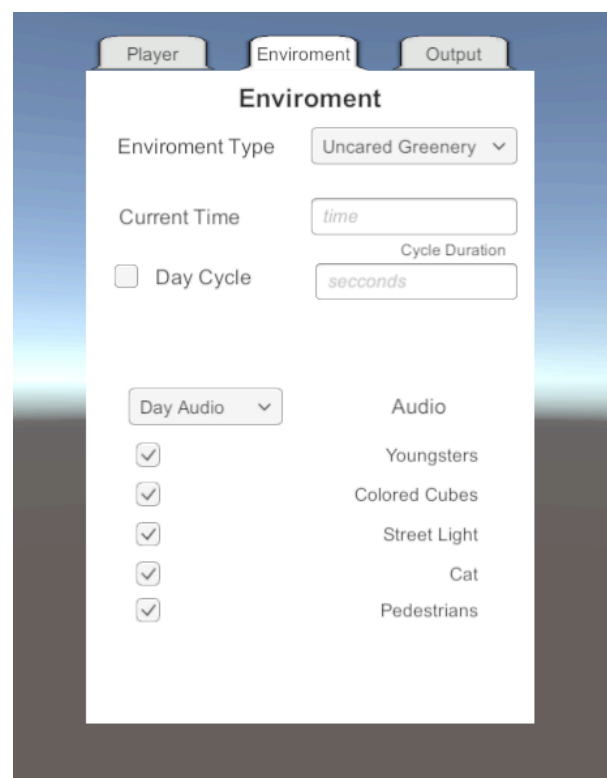 Player Enviroment Output
Enviroment
Enviroment Type Uncared Greenery
Current Time time
Cycle Duration
Day Cycle secconds
Day Audio Audio
Youngsters
Colored Cubes
Street Light
Cat
Pedestrians